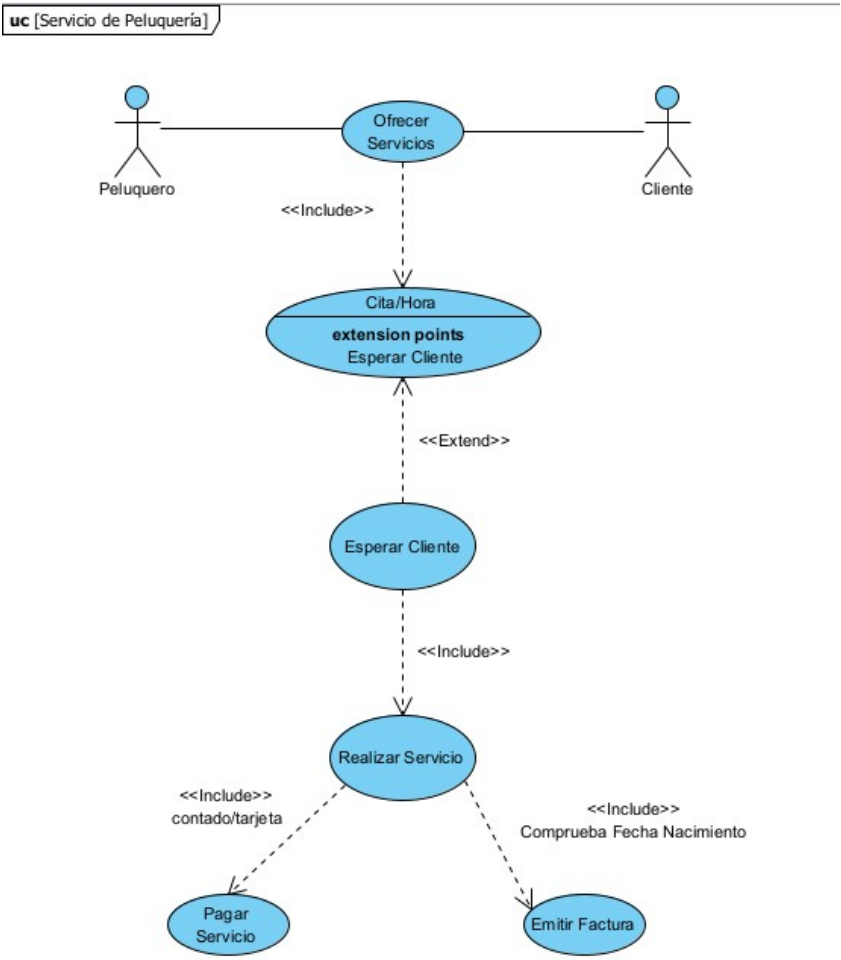 uc [Servicio de Peluquería]
Ofrecer
Servicios
Peluquero
Cliente
<<Include>>
Cita/Hora
extension points
Esperar Cliente
<<Extend>>
Esperar Cliente
<<Include>>
Realizar Servicio
<<Include>>
contado/tarjeta
<<Include>>
Comprueba Fecha Nacimiento
Pagar
Servicio
Emitir Factura